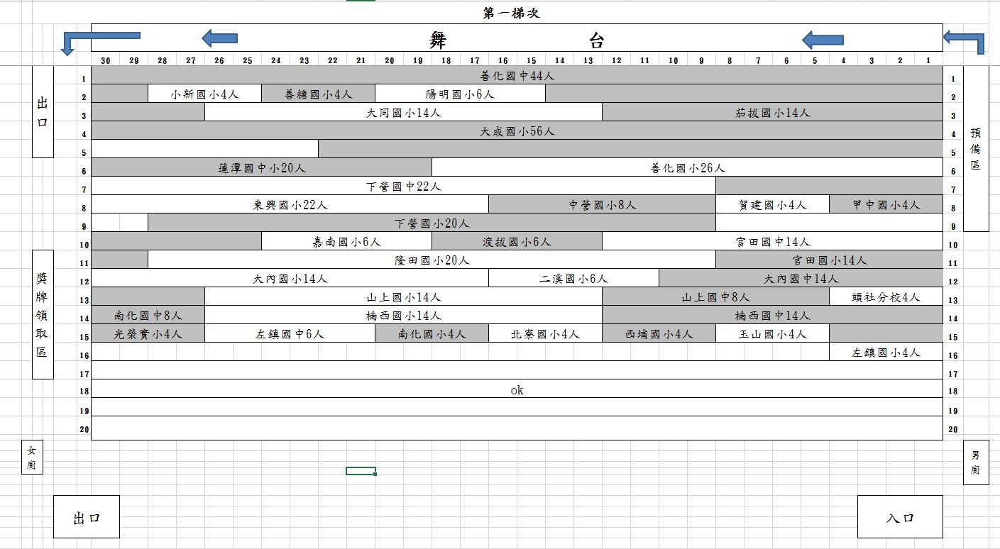 第一梯次
舞 台
30 29 28 27 26 25 24 23 22 21 20 19 18 17 16 15 14 13 12 11 10 9 8 7 6 5 4 3 2 1
1 善化國中44人 1
2 小新國小4人 善糖國小4人 陽明國小6人 2
3 大同國小14人 茄拔國小14人 3
4 大成國小56人 4
5 5
6 蓮潭國中小20人 善化國小26人 6
7 下營國中22人 7
8 東興國小22人 中營國小8人 賀建國小4人 甲中國小4人 8
9 下營國小20人 9
10 嘉南國小6人 渡拔國小6人 官田國中14人 10
11 隆田國小20人 官田國小14人 11
12 大內國小14人 二溪國小6人 大內國中14人 12
13 山上國小14人 山上國中8人 頭社分校4人 13
14 南化國中8人 楠西國小14人 楠西國中14人 14
15 光榮實小4人 左鎮國中6人 南化國小4人 北寮國小4人 西埔國小4人 玉山國小4人 15
16 左鎮國小4人 16
17 17
18 ok 18
19 19
20 20
出口
預備區
獎牌領取區
女廁
男廁
出口
入口